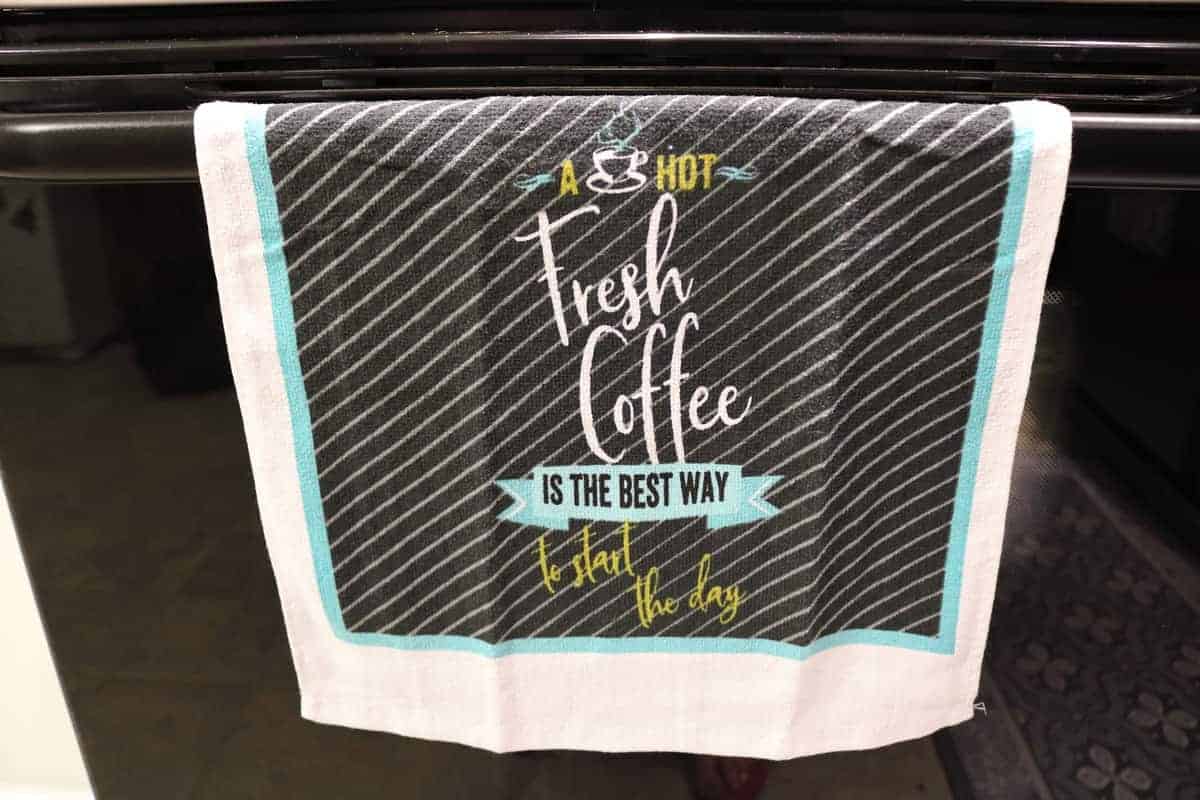 A HOT
Fresh
Coffee
IS THE BEST WAY
to start
the day